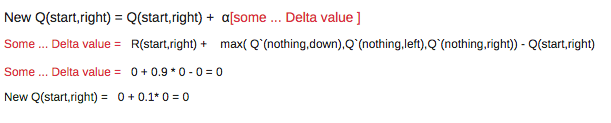 New Q(start,right) = Q(start,right) + α[some ... Delta value ]
Some ... Delta value = R(start,right) + max( Q`(nothing,down),Q`(nothing,left),Q`(nothing,right)) - Q(start,right)
Some ... Delta value = 0 + 0.9 * 0 - 0 = 0
New Q(start,right) = 0 + 0.1* 0 = 0